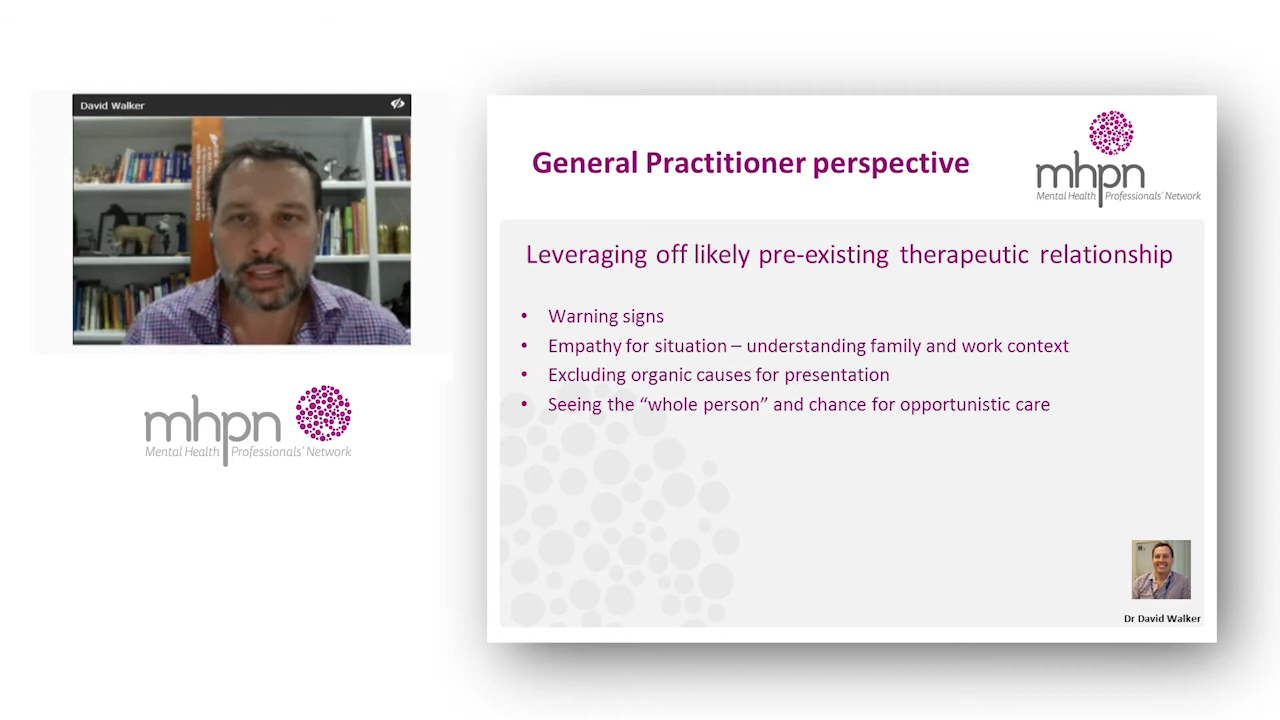 David Walker
mhpn
Mental Health Professionals' Network
General Practitioner perspective
mhpn
Mental Health Professionals' Network
Leveraging off likely pre-existing therapeutic relationship
• Warning signs
• Empathy for situation – understanding family and work context
• Excluding organic causes for presentation
• Seeing the “whole person” and chance for opportunistic care
Dr David Walker